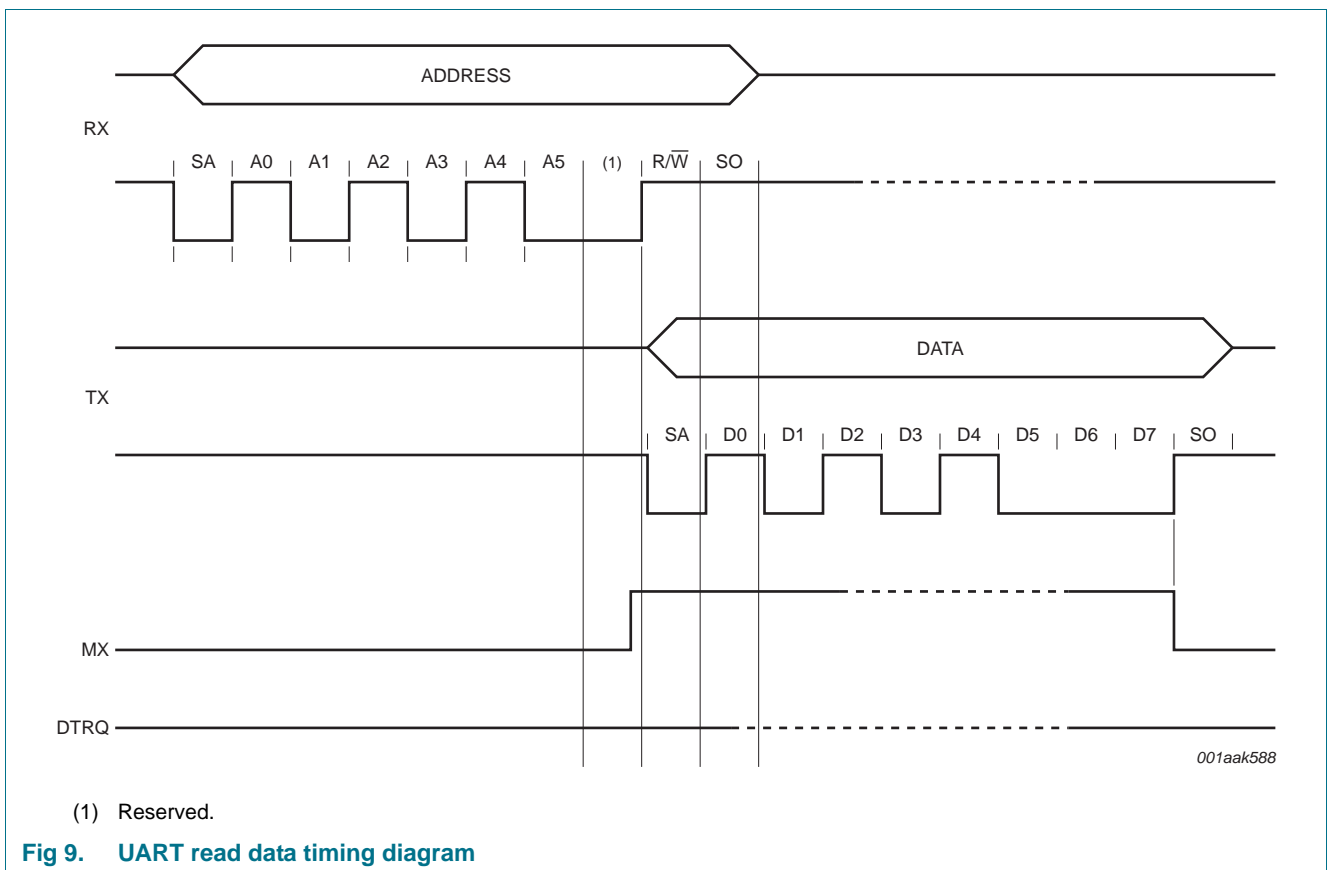 ADDRESS
RX
SA A0 A1 A2 A3 A4 A5 (1) R/W̅ SO
DATA
TX
SA D0 D1 D2 D3 D4 D5 D6 D7 SO
MX
DTRQ
001aak588
(1) Reserved.
Fig 9. UART read data timing diagram